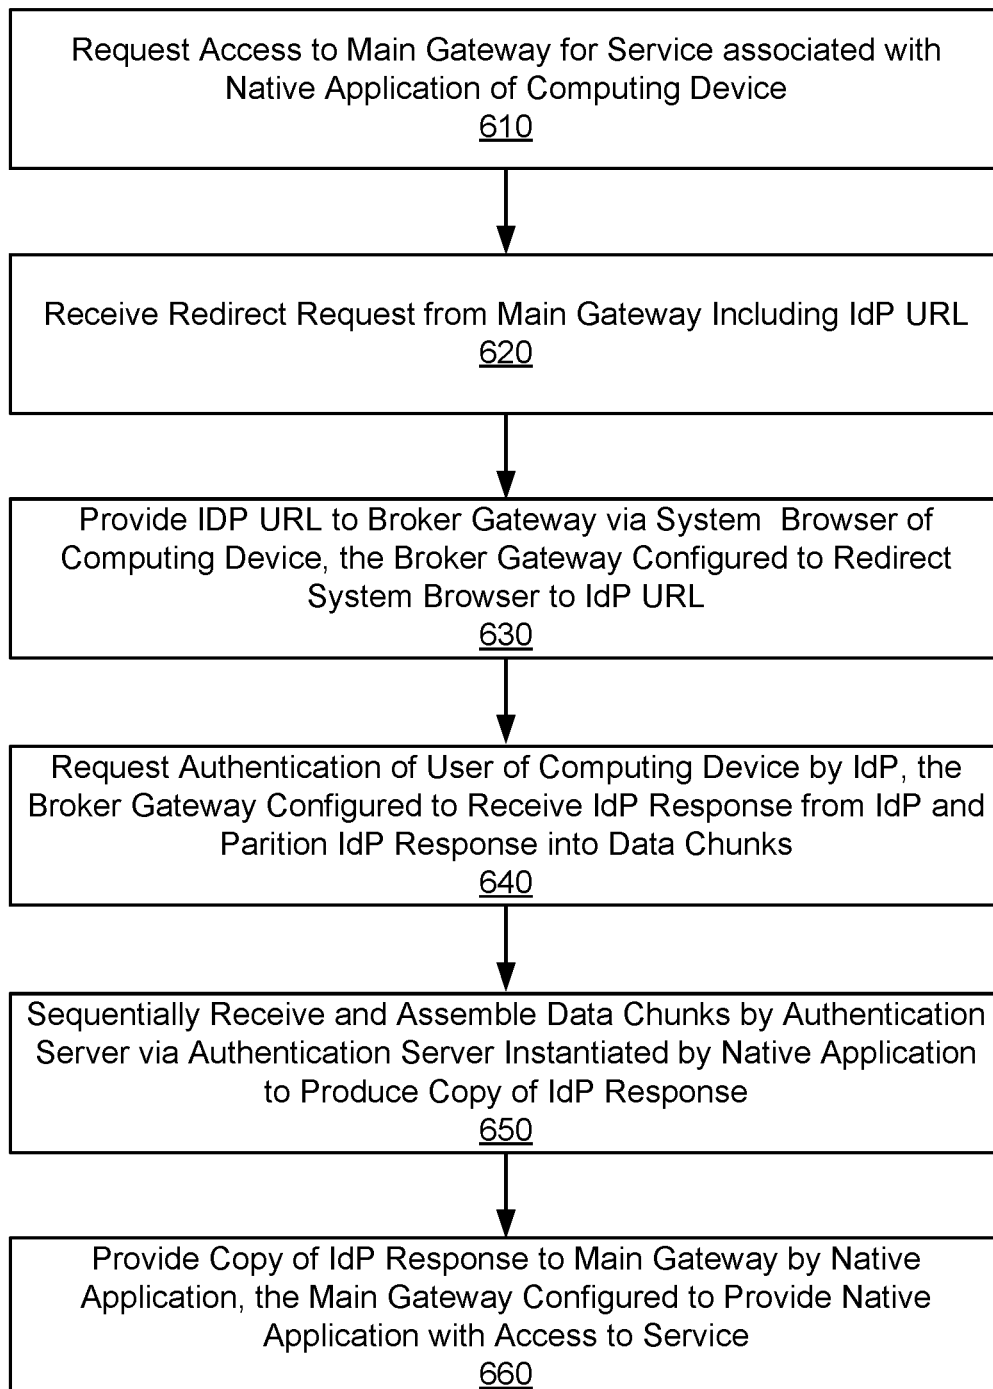 Request Access to Main Gateway for Service associated with
Native Application of Computing Device
610
Receive Redirect Request from Main Gateway Including IdP URL
620
Provide IDP URL to Broker Gateway via System Browser of
Computing Device, the Broker Gateway Configured to Redirect
System Browser to IdP URL
630
Request Authentication of User of Computing Device by IdP, the
Broker Gateway Configured to Receive IdP Response from IdP and
Parition IdP Response into Data Chunks
640
Sequentially Receive and Assemble Data Chunks by Authentication
Server via Authentication Server Instantiated by Native Application
to Produce Copy of IdP Response
650
Provide Copy of IdP Response to Main Gateway by Native
Application, the Main Gateway Configured to Provide Native
Application with Access to Service
660